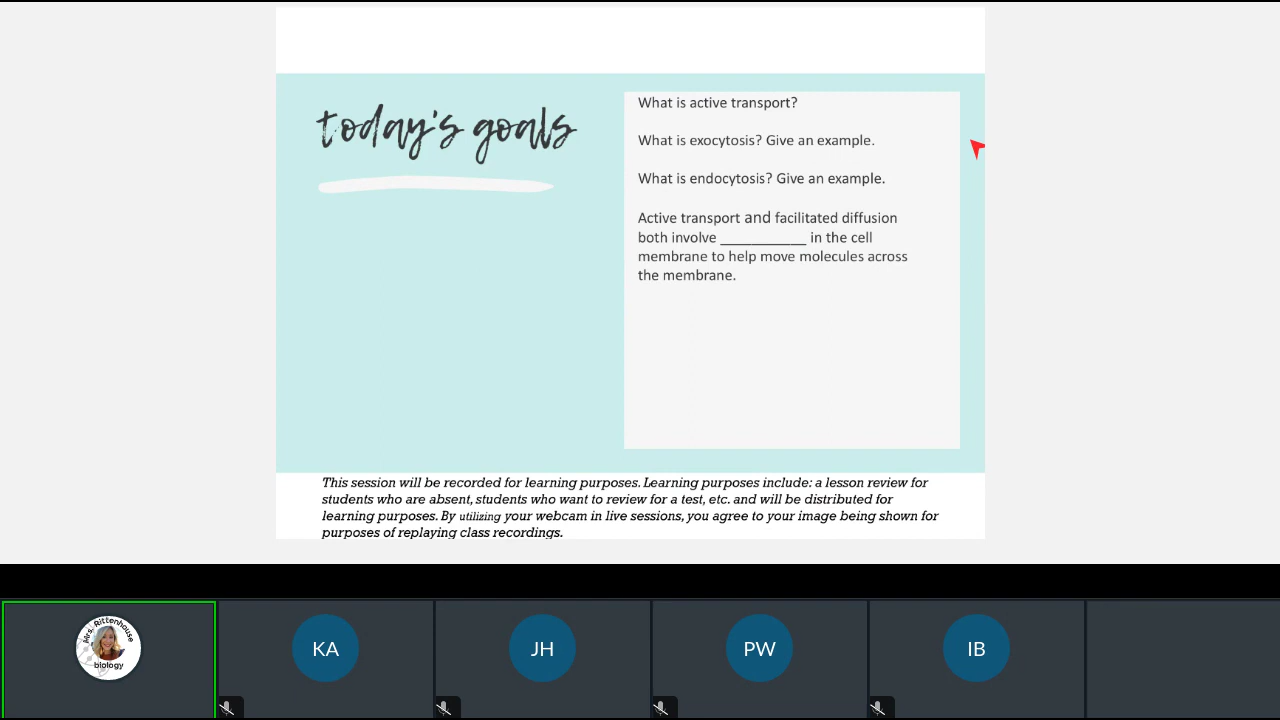 today's goals
What is active transport?
What is exocytosis? Give an example.
What is endocytosis? Give an example.
Active transport and facilitated diffusion
both involve ___________ in the cell
membrane to help move molecules across
the membrane.
This session will be recorded for learning purposes. Learning purposes include: a lesson review for
students who are absent, students who want to review for a test, etc. and will be distributed for
learning purposes. By utilizing your webcam in live sessions, you agree to your image being shown for
purposes of replaying class recordings.
Mrs. Rittenhouse
biology
KA
JH
PW
IB